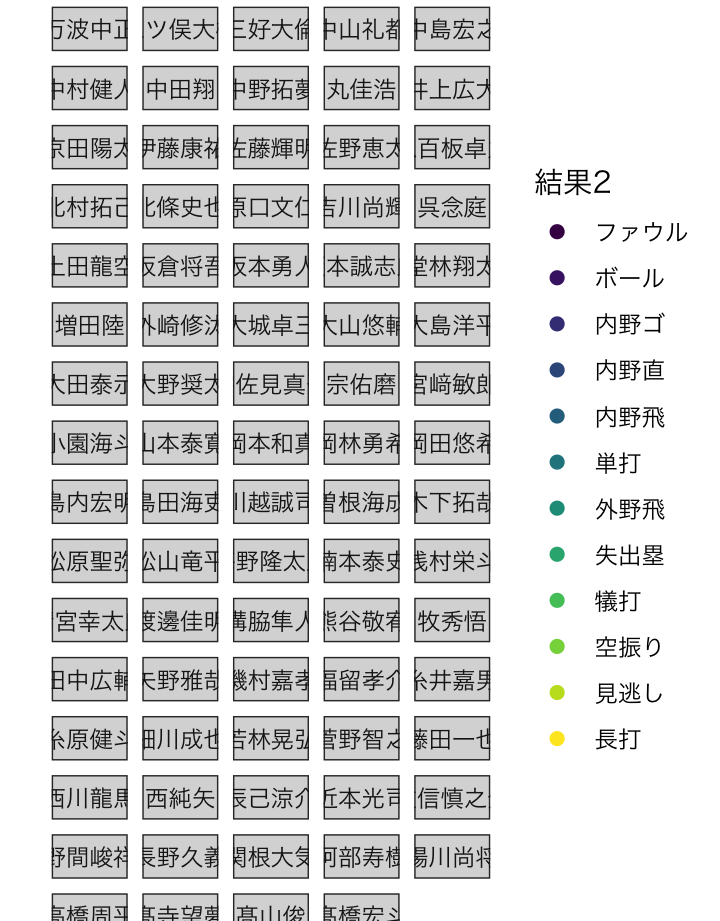 万波中正
ツ俣大
三好大倫
中山礼都
中島宏之
中村健人
中田翔
中野拓夢
丸佳浩
井上広大
京田陽太
伊藤康祐
佐藤輝明
佐野恵太
百板卓
北村拓己
北條史也
原口文仁
吉川尚輝
呉念庭
土田龍空
坂倉将吾
坂本勇人
本誠志
堂林翔太
増田陸
外崎修汰
大城卓三
大山悠輔
大島洋平
大田泰示
大野奨太
佐見真
宗佑磨
宮﨑敏郎
小園海斗
山本泰寛
岡本和真
岡林勇希
岡田悠希
島内宏明
島田海吏
川越誠司
曽根海成
木下拓哉
松原聖弥
松山竜平
野隆太
楠本泰史
浅村栄斗
宮幸太
渡邊佳明
溝脇隼人
熊谷敬宥
牧秀悟
田中広輔
矢野雅哉
磯村嘉孝
福留孝介
糸井嘉男
糸原健斗
細川成也
若林晃弘
菅野智之
藤田一也
西川龍馬
西純矢
辰己涼介
近本光司
信慎之
野間峻祥
長野久義
関根大気
阿部寿樹
陽川尚将
高橋周平
髙寺望夢
髙山俊
髙橋宏斗
結果2
ファウル
ボール
内野ゴ
内野直
内野飛
単打
外野飛
失出塁
犠打
空振り
見逃し
長打